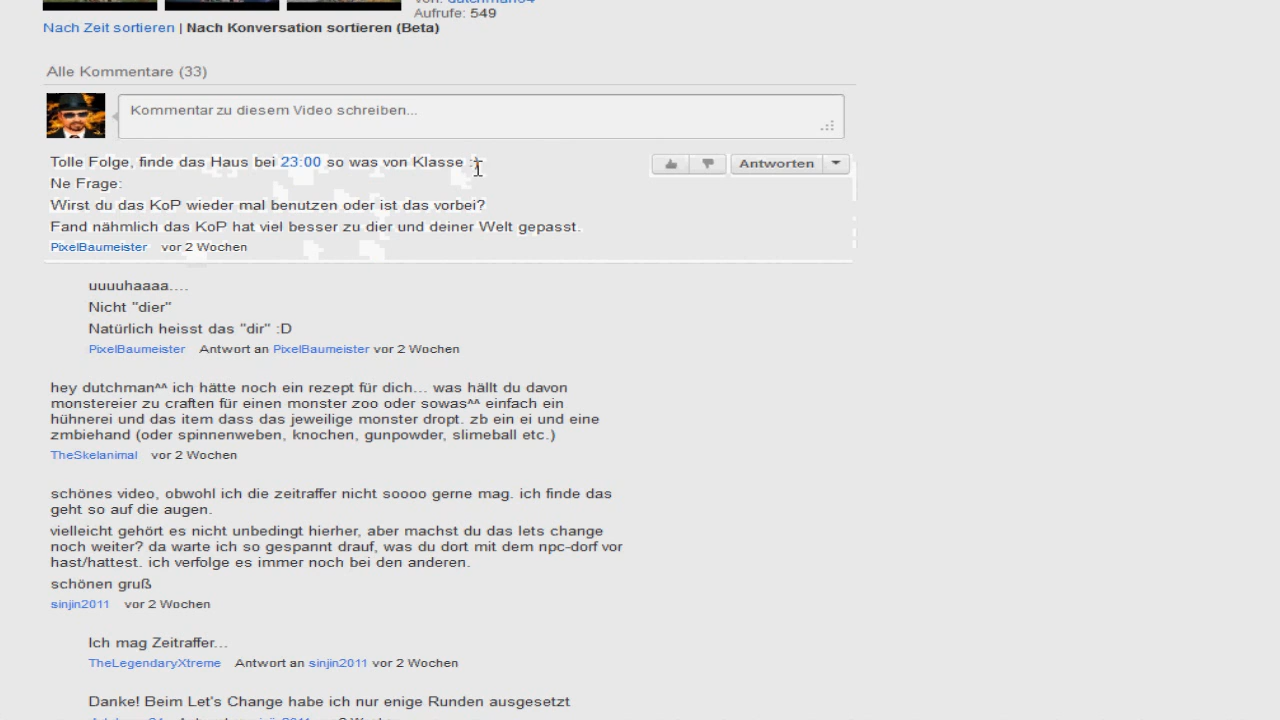 Aufrufe: 549
Nach Zeit sortieren | Nach Konversation sortieren (Beta)
Alle Kommentare (33)
Kommentar zu diesem Video schreiben...
Tolle Folge, finde das Haus bei 23:00 so was von Klasse :)
Antworten
Ne Frage:
Wirst du das KoP wieder mal benutzen oder ist das vorbei?
Fand nähmlich das KoP hat viel besser zu dier und deiner Welt gepasst.
PixelBaumeister vor 2 Wochen
uuuuhaaaa....
Nicht "dier"
Natürlich heisst das "dir" :D
PixelBaumeister Antwort an PixelBaumeister vor 2 Wochen
hey dutchman^^ ich hätte noch ein rezept für dich... was hällt du davon
monstereier zu craften für einen monster zoo oder sowas^^ einfach ein
hühnerei und das item dass das jeweilige monster dropt. zb ein ei und eine
zmbiehand (oder spinnenweben, knochen, gunpowder, slimeball etc.)
TheSkelanimal vor 2 Wochen
schönes video, obwohl ich die zeitraffer nicht soooo gerne mag. ich finde das
geht so auf die augen.
vielleicht gehört es nicht unbedingt hierher, aber machst du das lets change
noch weiter? da warte ich so gespannt drauf, was du dort mit dem npc-dorf vor
hast/hattest. ich verfolge es immer noch bei den anderen.
schönen gruß
sinjin2011 vor 2 Wochen
Ich mag Zeitraffer...
TheLegendaryXtreme Antwort an sinjin2011 vor 2 Wochen
Danke! Beim Let's Change habe ich nur enige Runden ausgesetzt